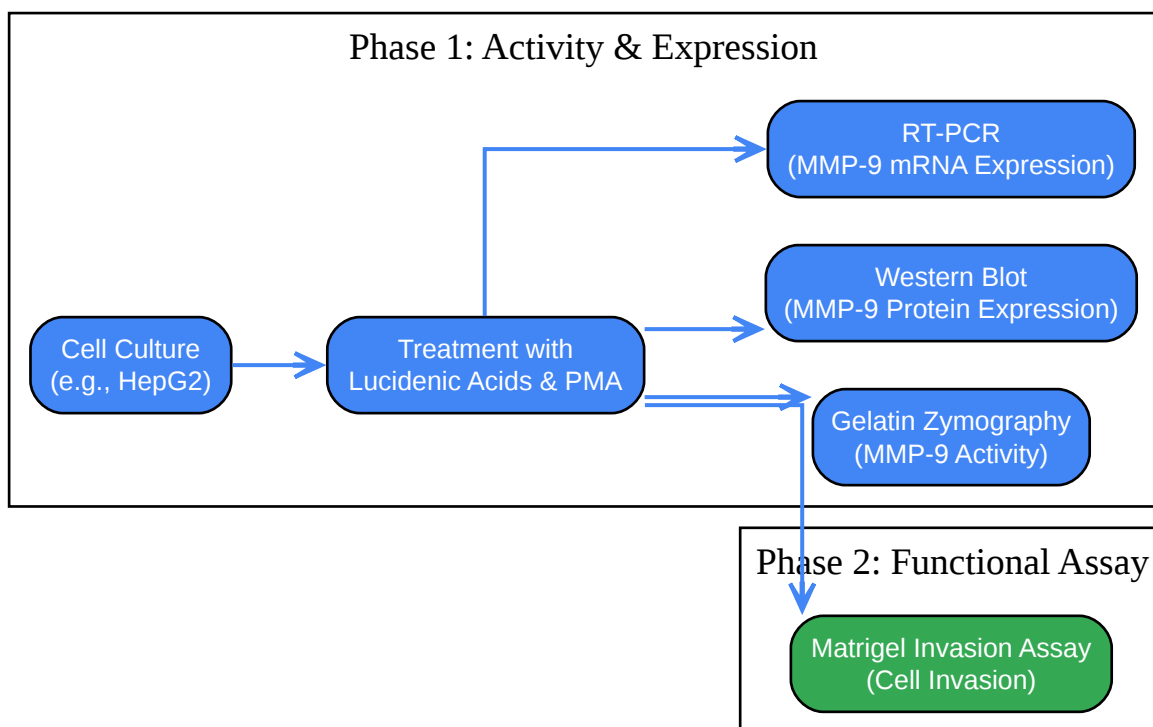 Phase 1: Activity & Expression
RT-PCR
(MMP-9 mRNA Expression)
Western Blot
(MMP-9 Protein Expression)
Cell Culture
(e.g., HepG2)
Treatment with
Lucidenic Acids & PMA
Gelatin Zymography
(MMP-9 Activity)
Phase 2: Functional Assay
Matrigel Invasion Assay
(Cell Invasion)